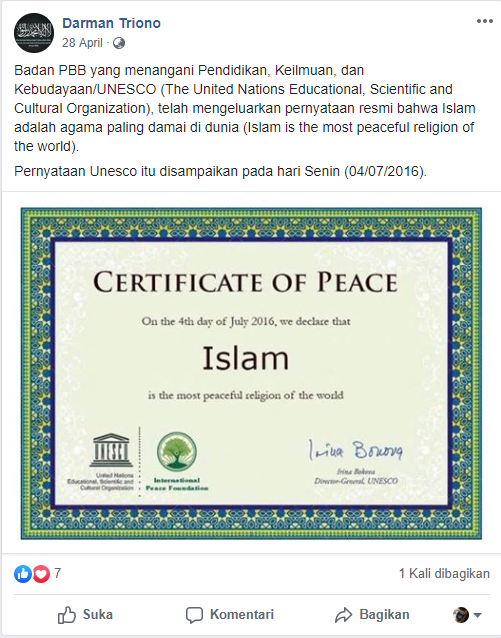 Darman Triono
28 April
Badan PBB yang menangani Pendidikan, Keilmuan, dan
Kebudayaan/UNESCO (The United Nations Educational, Scientific and
Cultural Organization), telah mengeluarkan pernyataan resmi bahwa Islam
adalah agama paling damai di dunia (Islam is the most peaceful religion of
the world).
Pernyataan Unesco itu disampaikan pada hari Senin (04/07/2016).
CERTIFICATE OF PEACE
On the 4th day of July 2016, we declare that
Islam
is the most peaceful religion of the world
UNESCO
United Nations
Educational, Scientific and
Cultural Organization
International
Peace Foundation
Irina Bokova
Irina Bokova
Director-General, UNESCO
7
1 Kali dibagikan
Suka
Komentari
Bagikan